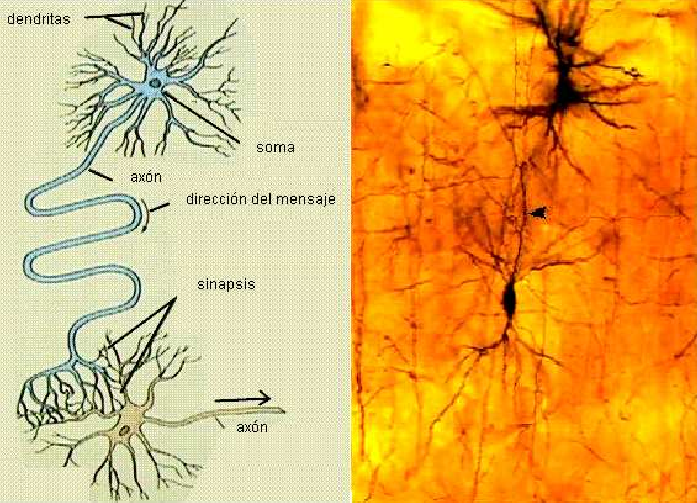 dendritas
soma
axón
dirección del mensaje
sinapsis
axón